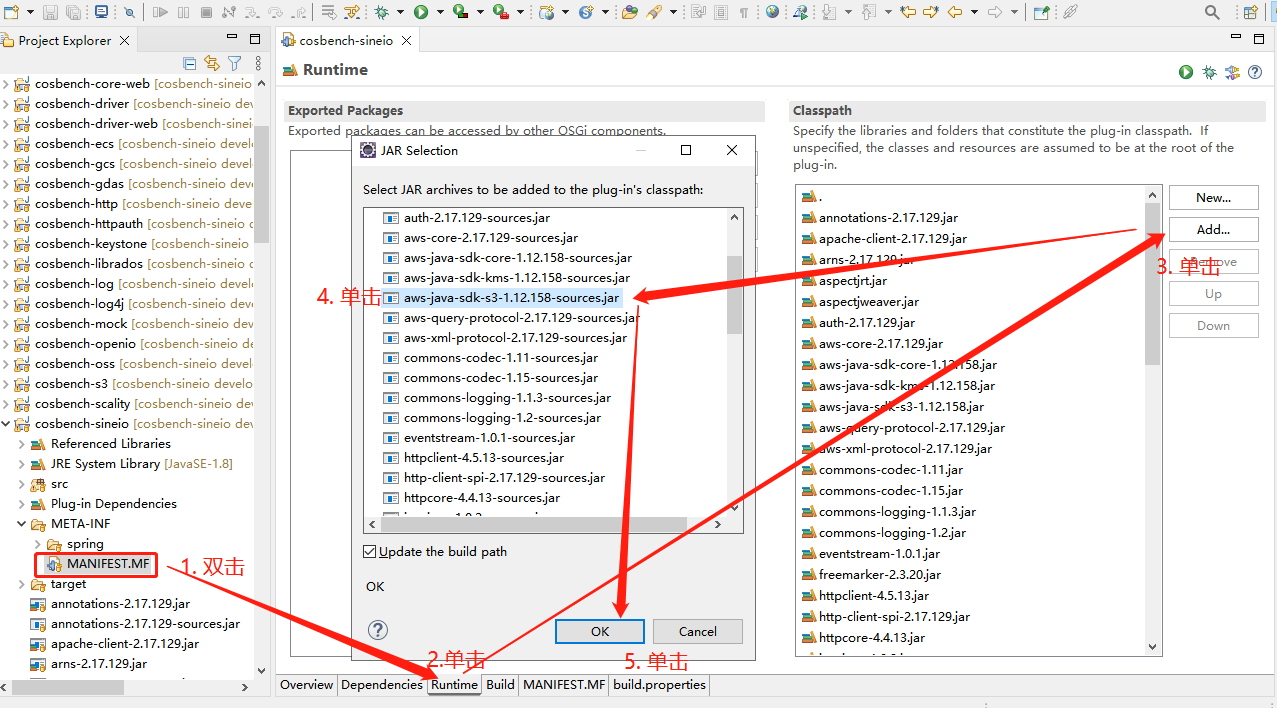 Project Explorer
cosbench-core-web [cosbench-sineio
cosbench-driver [cosbench-sineio dev
cosbench-driver-web [cosbench-sinei
cosbench-ecs [cosbench-sineio devel
cosbench-gcs [cosbench-sineio devel
cosbench-gdas [cosbench-sineio dev
cosbench-http [cosbench-sineio deve
cosbench-httpauth [cosbench-sineio
cosbench-keystone [cosbench-sineio
cosbench-librados [cosbench-sineio d
cosbench-log [cosbench-sineio devel
cosbench-log4j [cosbench-sineio dev
cosbench-mock [cosbench-sineio dev
cosbench-openio [cosbench-sineio de
cosbench-oss [cosbench-sineio devel
cosbench-s3 [cosbench-sineio develo
cosbench-scality [cosbench-sineio de
cosbench-sineio [cosbench-sineio dev
Referenced Libraries
JRE System Library [JavaSE-1.8]
src
Plug-in Dependencies
META-INF
spring
MANIFEST.MF
target
annotations-2.17.129.jar
annotations-2.17.129-sources.jar
apache-client-2.17.129.jar
arns-2.17.129.jar
1. 双击
cosbench-sineio
Runtime
Exported Packages
Exported packages can be accessed by other OSGi components.
JAR Selection
Select JAR archives to be added to the plug-in's classpath:
auth-2.17.129-sources.jar
aws-core-2.17.129-sources.jar
aws-java-sdk-core-1.12.158-sources.jar
aws-java-sdk-kms-1.12.158-sources.jar
4. 单击
aws-java-sdk-s3-1.12.158-sources.jar
aws-query-protocol-2.17.129-sources.jar
aws-xml-protocol-2.17.129-sources.jar
commons-codec-1.11-sources.jar
commons-codec-1.15-sources.jar
commons-logging-1.1.3-sources.jar
commons-logging-1.2-sources.jar
eventstream-1.0.1-sources.jar
httpclient-4.5.13-sources.jar
http-client-spi-2.17.129-sources.jar
httpcore-4.4.13-sources.jar
Update the build path
OK
OK
Cancel
2.单击
5. 单击
Classpath
Specify the libraries and folders that constitute the plug-in classpath. If
unspecified, the classes and resources are assumed to be at the root of the
plug-in.
.
annotations-2.17.129.jar
apache-client-2.17.129.jar
arns-2.17.129.jar
aspectjrt.jar
aspectjweaver.jar
auth-2.17.129.jar
aws-core-2.17.129.jar
aws-java-sdk-core-1.12.158.jar
aws-java-sdk-kms-1.12.158.jar
aws-java-sdk-s3-1.12.158.jar
aws-query-protocol-2.17.129.jar
aws-xml-protocol-2.17.129.jar
commons-codec-1.11.jar
commons-codec-1.15.jar
commons-logging-1.1.3.jar
commons-logging-1.2.jar
eventstream-1.0.1.jar
freemarker-2.3.20.jar
httpclient-4.5.13.jar
http-client-spi-2.17.129.jar
httpcore-4.4.13.jar
New...
Add...
Remove
3. 单击
Up
Down
Overview
Dependencies
Runtime
Build
MANIFEST.MF
build.properties